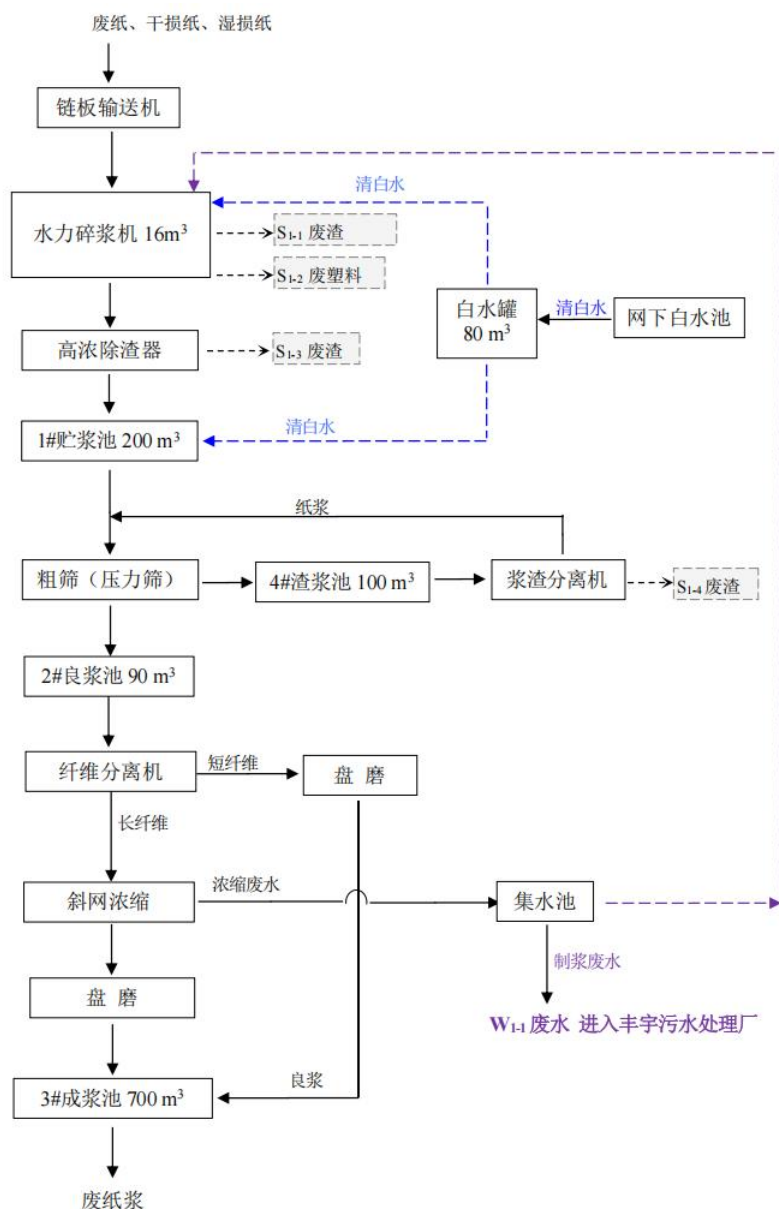 废纸、干损纸、湿损纸
链板输送机
清白水
水力碎浆机 16m³
S₁₋₁ 废渣
S₁₋₂ 废塑料
白水罐
80 m³
清白水
网下白水池
高浓除渣器
S₁₋₃ 废渣
1#贮浆池 200 m³
清白水
纸浆
粗筛（压力筛）
4#渣浆池 100 m³
浆渣分离机
S₁₋₄ 废渣
2#良浆池 90 m³
纤维分离机
短纤维
盘 磨
长纤维
斜网浓缩
浓缩废水
集水池
制浆废水
盘 磨
W₁₋₁ 废水 进入丰宇污水处理厂
良浆
3#成浆池 700 m³
废纸浆